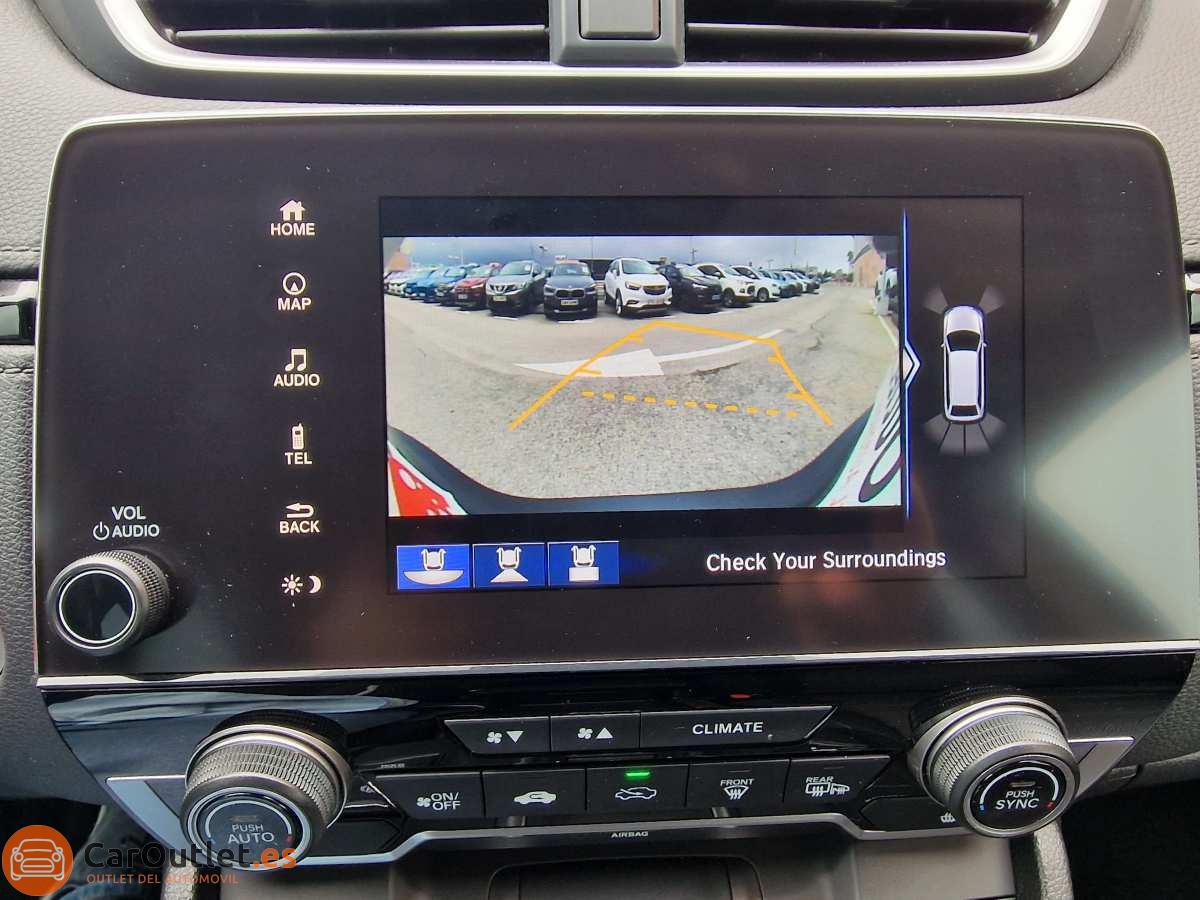 HOME
MAP
AUDIO
TEL
BACK
VOL
AUDIO
Check Your Surroundings
CLIMATE
ON/OFF
FRONT
REAR
PUSH
AUTO
PUSH
SYNC
AIRBAG
CarOutlet.es
OUTLET DEL AUTOMOVIL